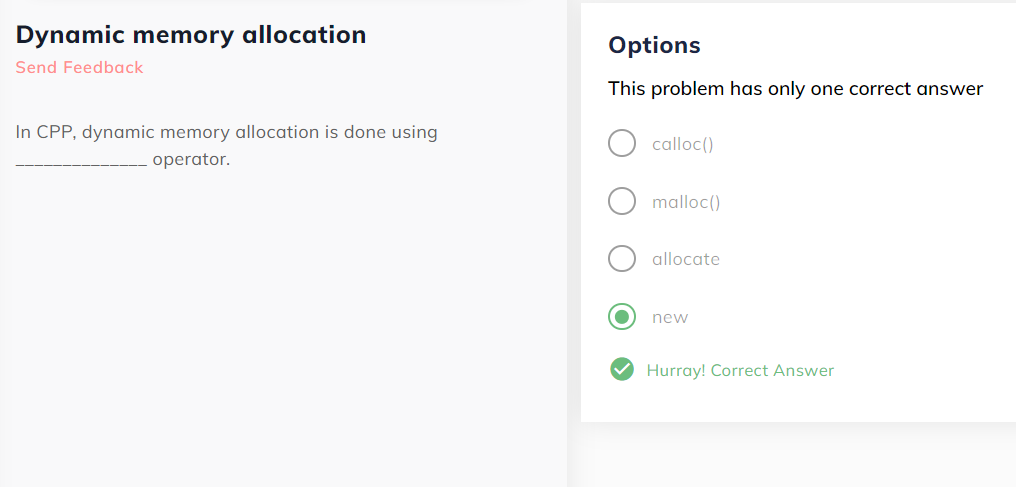 Dynamic memory allocation
Send Feedback
In CPP, dynamic memory allocation is done using
______________ operator.
Options
This problem has only one correct answer
calloc()
malloc()
allocate
new
Hurray! Correct Answer